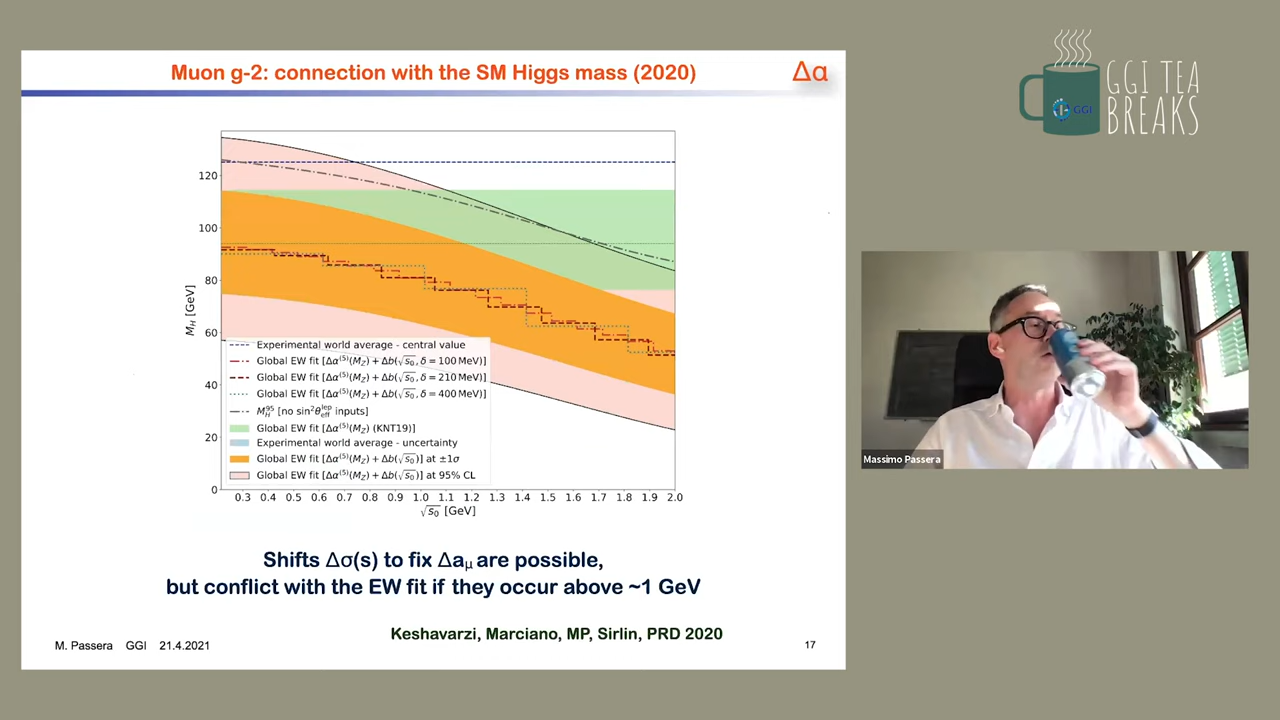 Muon g-2: connection with the SM Higgs mass (2020)
Δα
GGI TEA
BREAKS
GGI
120
100
80
60
40
20
0
M_H [GeV]
Experimental world average - central value
Global EW fit [Δα⁽⁵⁾(M_Z) + Δb(√s₀, δ = 100 MeV)]
Global EW fit [Δα⁽⁵⁾(M_Z) + Δb(√s₀, δ = 210 MeV)]
Global EW fit [Δα⁽⁵⁾(M_Z) + Δb(√s₀, δ = 400 MeV)]
M_H^95 [no sin²θ_eff^lep inputs]
Global EW fit [Δα⁽⁵⁾(M_Z) (KNT19)]
Experimental world average - uncertainty
Global EW fit [Δα⁽⁵⁾(M_Z) + Δb(√s₀)] at ±1σ
Global EW fit [Δα⁽⁵⁾(M_Z) + Δb(√s₀)] at 95% CL
0.3 0.4 0.5 0.6 0.7 0.8 0.9 1.0 1.1 1.2 1.3 1.4 1.5 1.6 1.7 1.8 1.9 2.0
√s₀ [GeV]
Shifts Δσ(s) to fix Δaμ are possible,
but conflict with the EW fit if they occur above ~1 GeV
Keshavarzi, Marciano, MP, Sirlin, PRD 2020
M. Passera GGI 21.4.2021
17
Massimo Passera